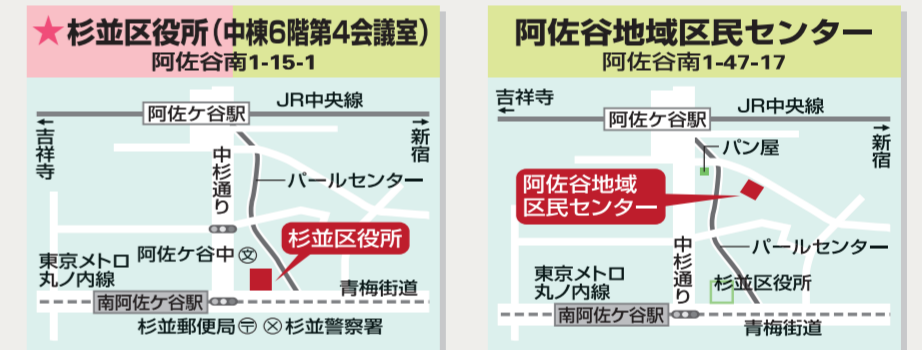 ★杉並区役所(中棟6階第4会議室)
阿佐谷南1-15-1
JR中央線
阿佐ケ谷駅
吉祥寺
新宿
中杉通り
パールセンター
杉並区役所
阿佐ケ谷中
東京メトロ
丸ノ内線
青梅街道
南阿佐ケ谷駅
杉並郵便局〒
杉並警察署
阿佐谷地域区民センター
阿佐谷南1-47-17
吉祥寺
JR中央線
阿佐ケ谷駅
新宿
パン屋
阿佐谷地域
区民センター
中杉通り
パールセンター
東京メトロ
丸ノ内線
杉並区役所
南阿佐ケ谷駅
青梅街道